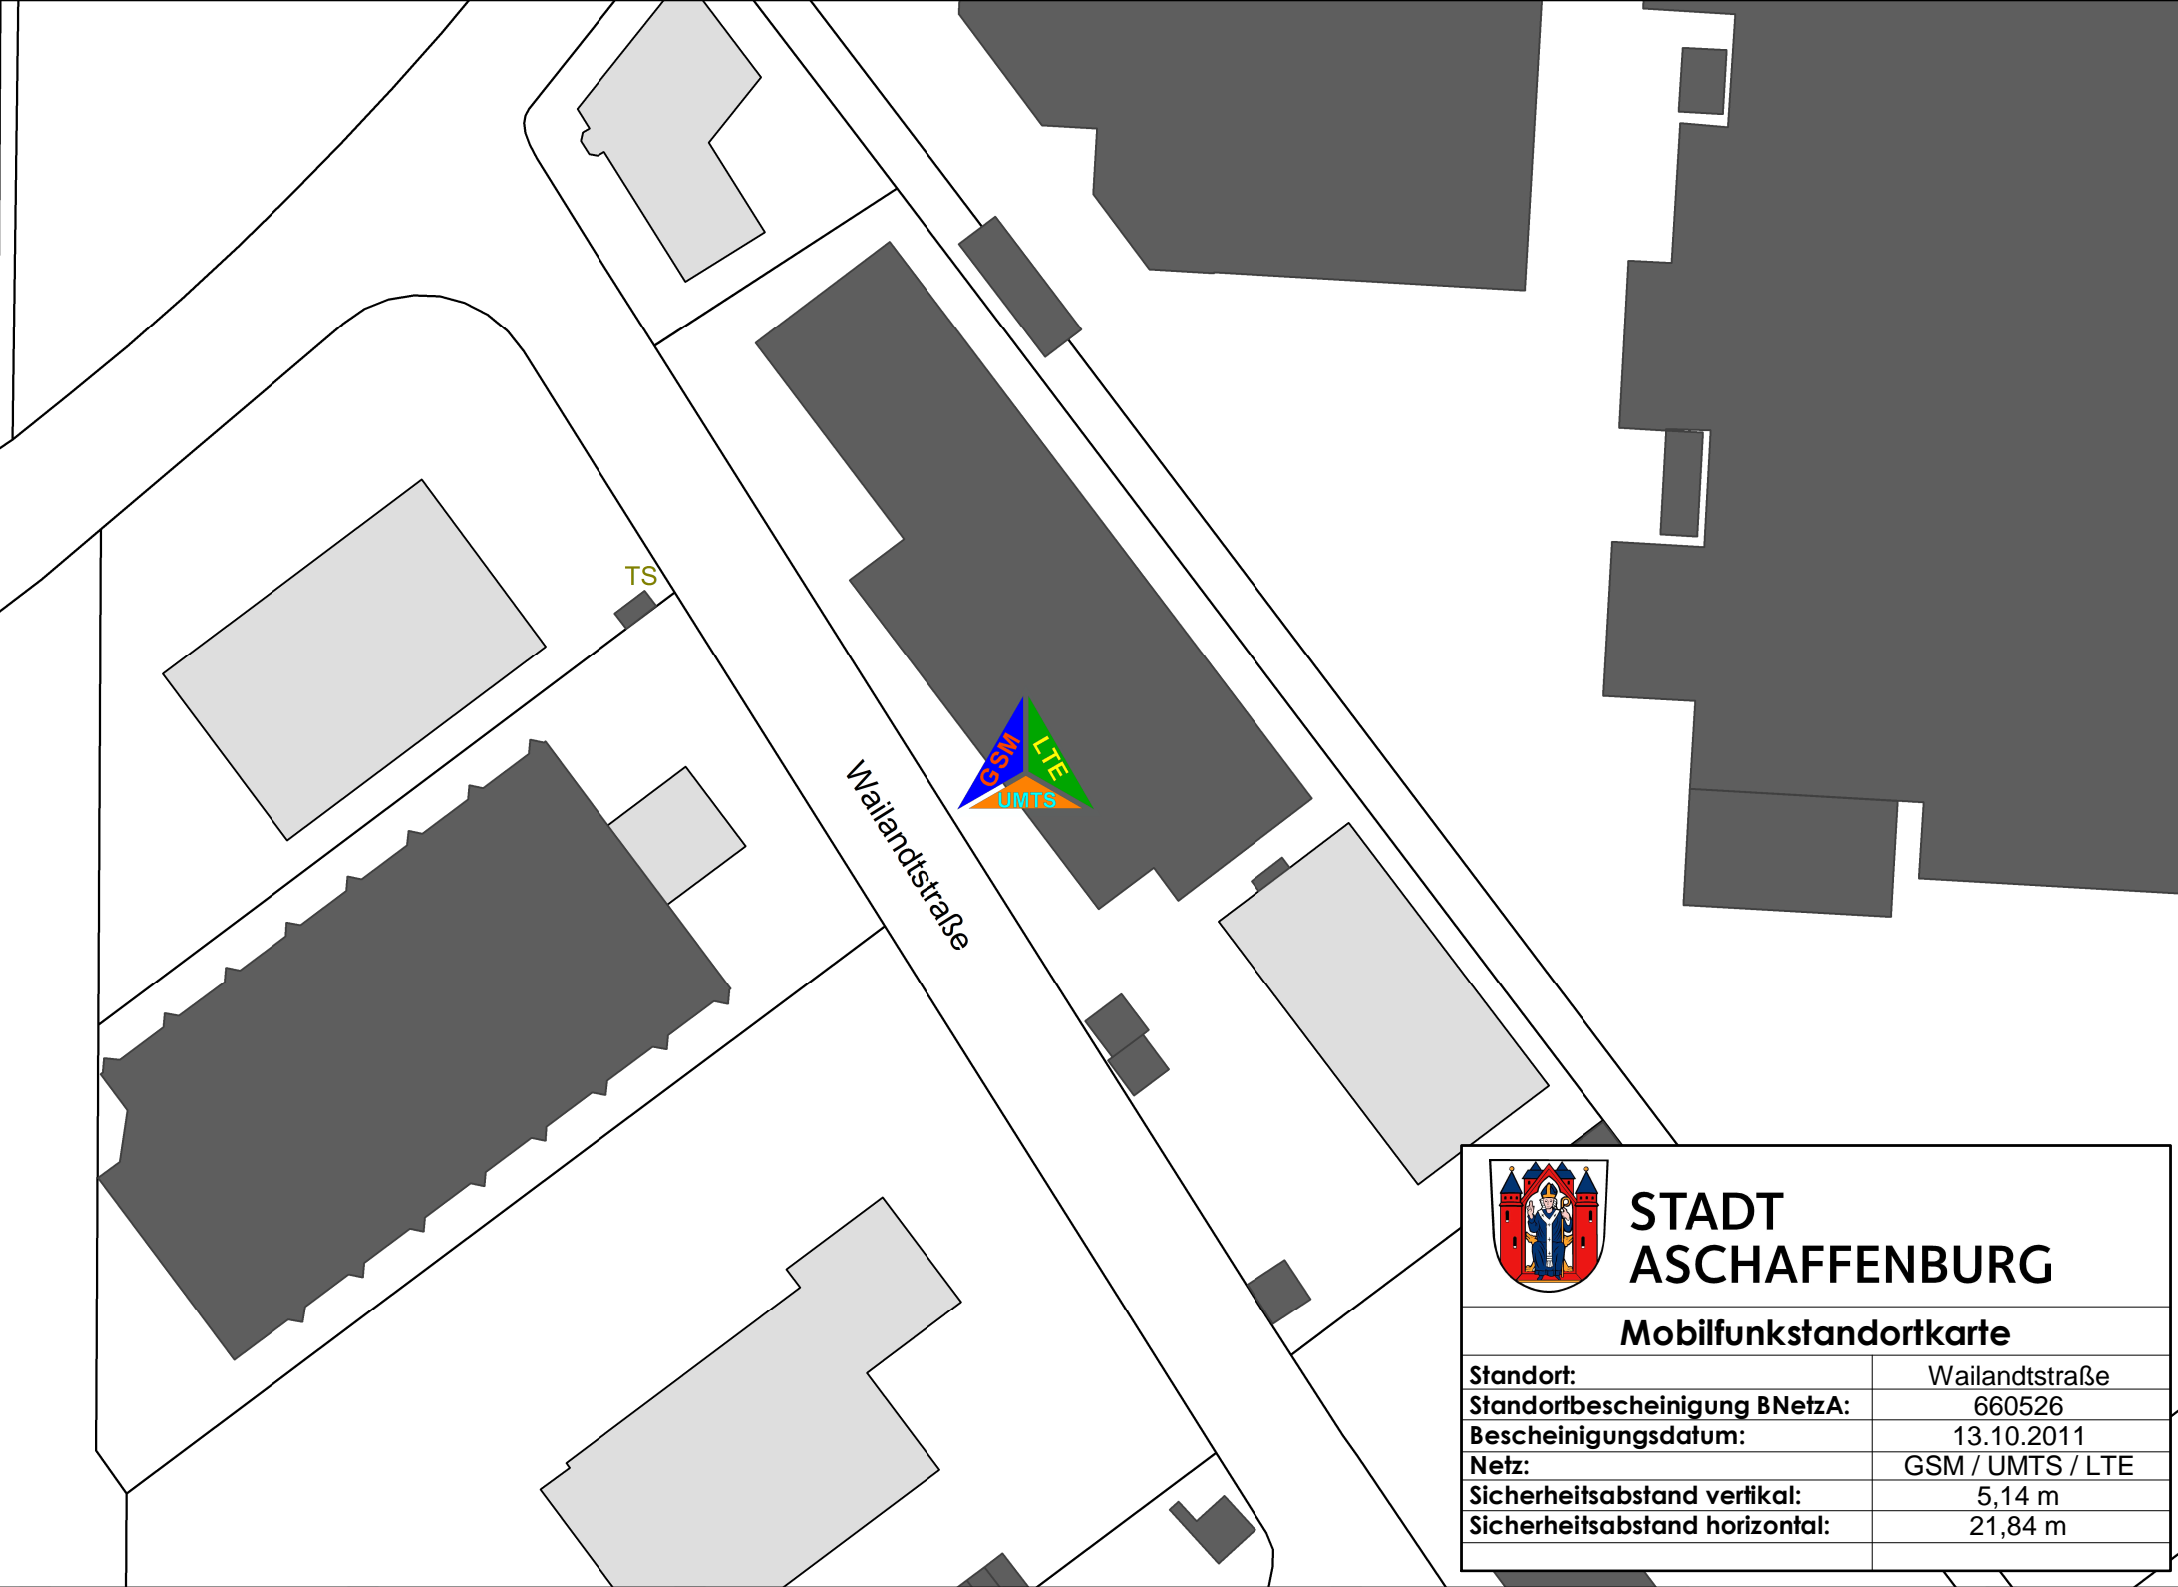 TS
GSM
LTE
UMTS
Wailandtstraße
STADT
ASCHAFFENBURG
Mobilfunkstandortkarte
Standort: Wailandtstraße
Standortbescheinigung BNetzA: 660526
Bescheinigungsdatum: 13.10.2011
Netz: GSM / UMTS / LTE
Sicherheitsabstand vertikal: 5,14 m
Sicherheitsabstand horizontal: 21,84 m